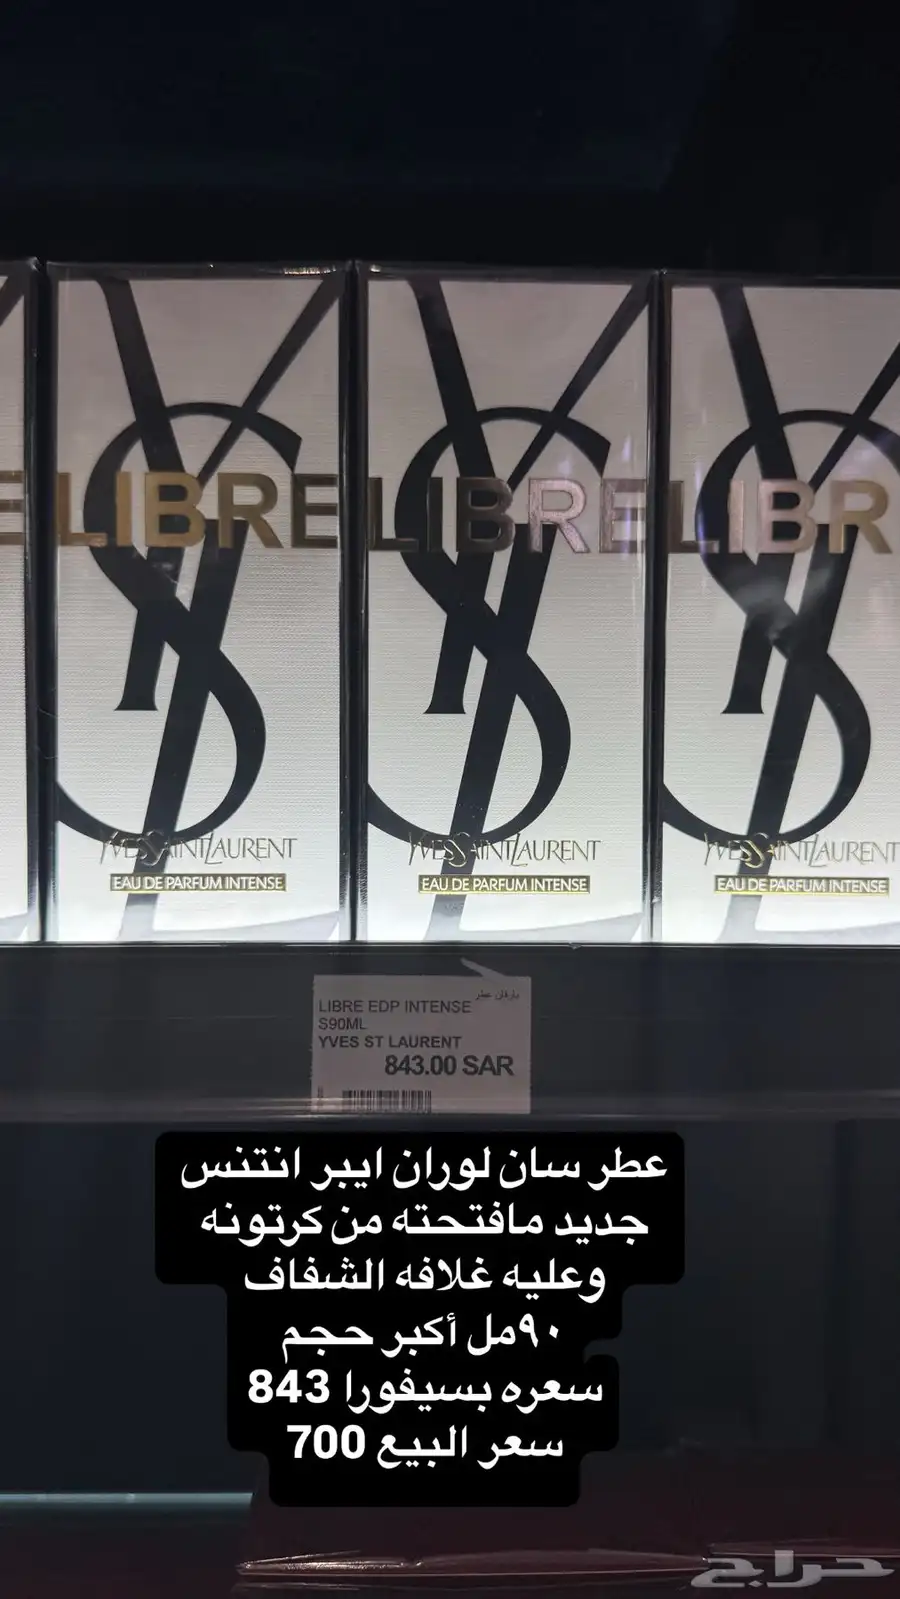 LIBRE LIBRE LIBR
YVES SAINT LAURENT YVES SAINT LAURENT YVES SAINT LAURENT
EAU DE PARFUM INTENSE EAU DE PARFUM INTENSE EAU DE PARFUM INTENSE
بارفان عطر
LIBRE EDP INTENSE
S90ML
YVES ST LAURENT
843.00 SAR
عطر سان لوران ايبر انتنس
جديد مافتحته من كرتونه
وعليه غلافه الشفاف
٩٠مل أكبر حجم
سعره بسيفورا 843
سعر البيع 700
حراج